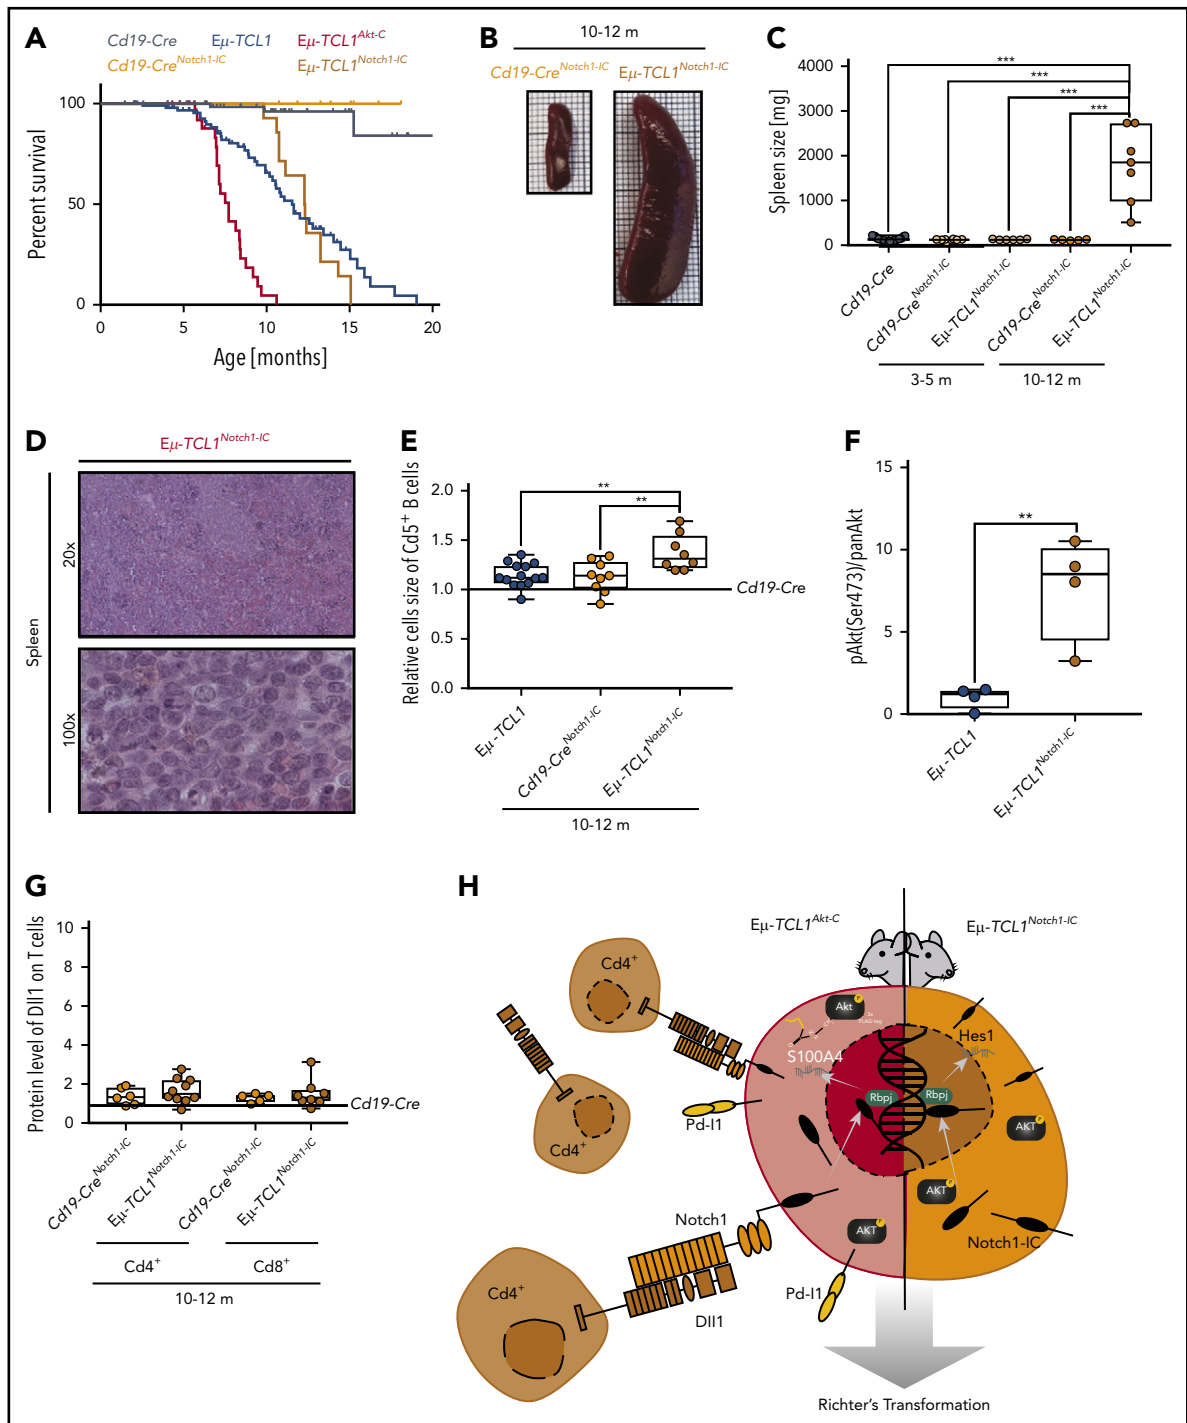 A
Cd19-Cre Eμ-TCL1 Eμ-TCL1Akt-C
Cd19-CreNotch1-IC Eμ-TCL1Notch1-IC
Percent survival
100
50
0
0 5 10 15 20
Age [months]
B
10-12 m
Cd19-CreNotch1-IC Eμ-TCL1Notch1-IC
C
Spleen size [mg]
4000
3000
2000
1000
0
***
***
***
***
Cd19-Cre
Cd19-CreNotch1-IC
Eμ-TCL1Notch1-IC
Cd19-CreNotch1-IC
Eμ-TCL1Notch1-IC
3-5 m 10-12 m
D
Eμ-TCL1Notch1-IC
Spleen
20x
100x
E
Relative cells size of Cd5+ B cells
2.0
1.5
1.0
0.5
0.0
**
**
Cd19-Cre
Eμ-TCL1
Cd19-CreNotch1-IC
Eμ-TCL1Notch1-IC
10-12 m
F
pAkt(Ser473)/panAkt
15
10
5
0
**
Eμ-TCL1
Eμ-TCL1Notch1-IC
G
Protein level of Dll1 on T cells
10
8
6
4
2
0
Cd19-Cre
Cd19-CreNotch1-IC
Eμ-TCL1Notch1-IC
Cd19-CreNotch1-IC
Eμ-TCL1Notch1-IC
Cd4+ Cd8+
10-12 m
H
Eμ-TCL1Akt-C
Eμ-TCL1Notch1-IC
Cd4+
Akt
P
S100A4
Hes1
Rbpj
Rbpj
Pd-l1
Cd4+
AKT
P
AKT
P
Notch1
AKT
P
Notch1-IC
Cd4+
Pd-l1
Dll1
Richter's Transformation